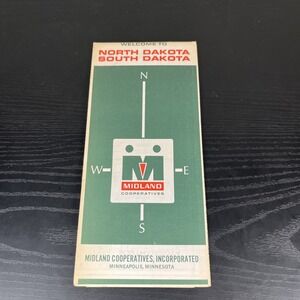 WELCOME TO
NORTH DAKOTA
SOUTH DAKOTA
N
W E
M
MIDLAND
COOPERATIVES
S
MIDLAND COOPERATIVES, INCORPORATED
MINNEAPOLIS, MINNESOTA